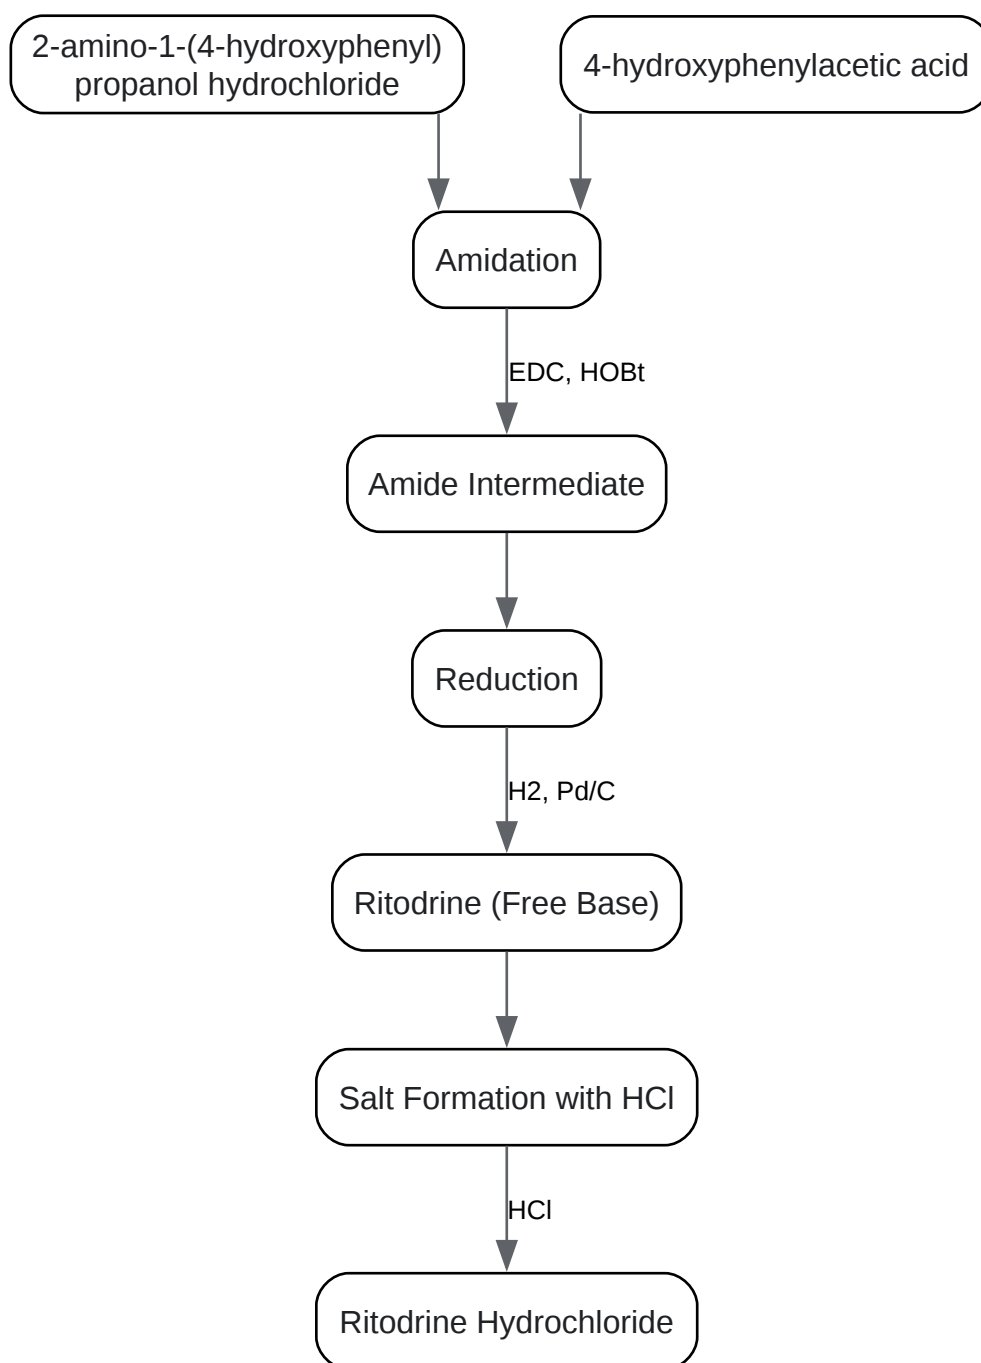 2-amino-1-(4-hydroxyphenyl)
propanol hydrochloride
4-hydroxyphenylacetic acid
Amidation
EDC, HOBt
Amide Intermediate
Reduction
H2, Pd/C
Ritodrine (Free Base)
Salt Formation with HCl
HCl
Ritodrine Hydrochloride